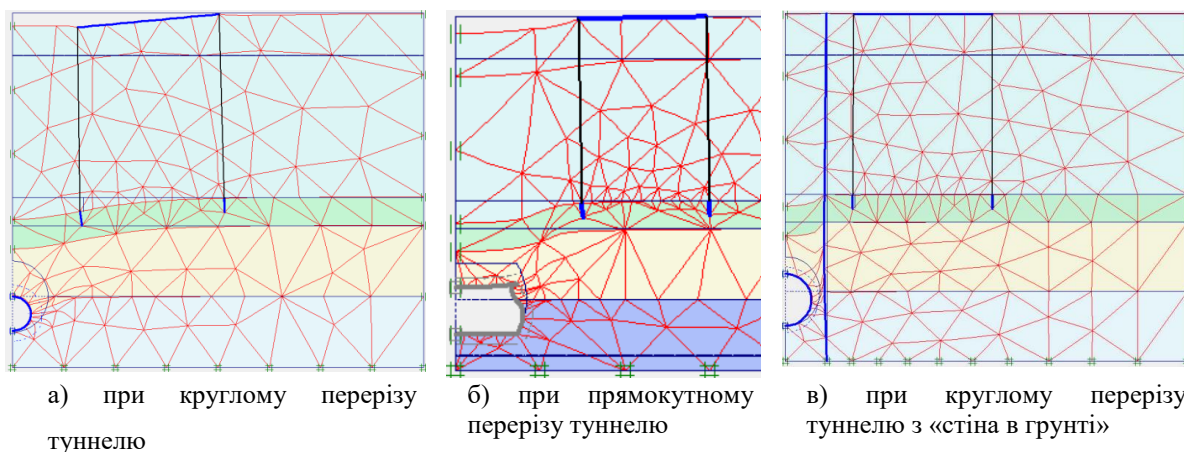 а) при круглому перерізу
туннелю
б) при прямокутному
перерізу туннелю
в) при круглому перерізу
туннелю з «стіна в грунті»